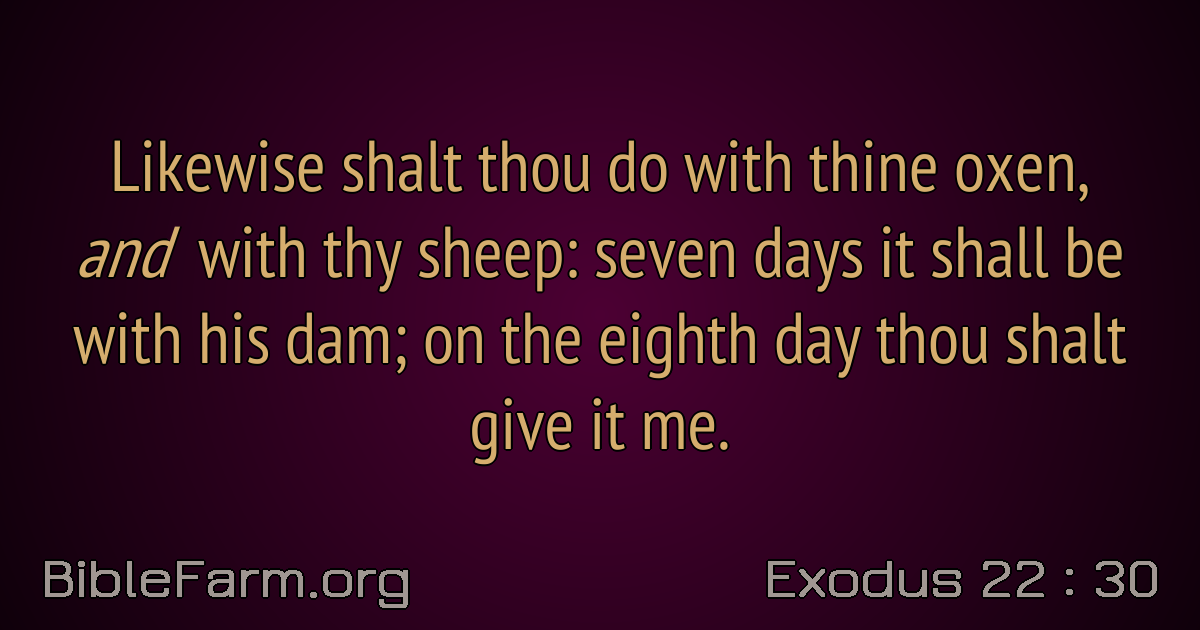 Likewise shalt thou do with thine oxen,
and with thy sheep: seven days it shall be
with his dam; on the eighth day thou shalt
give it me.
BibleFarm.org
Exodus 22 : 30